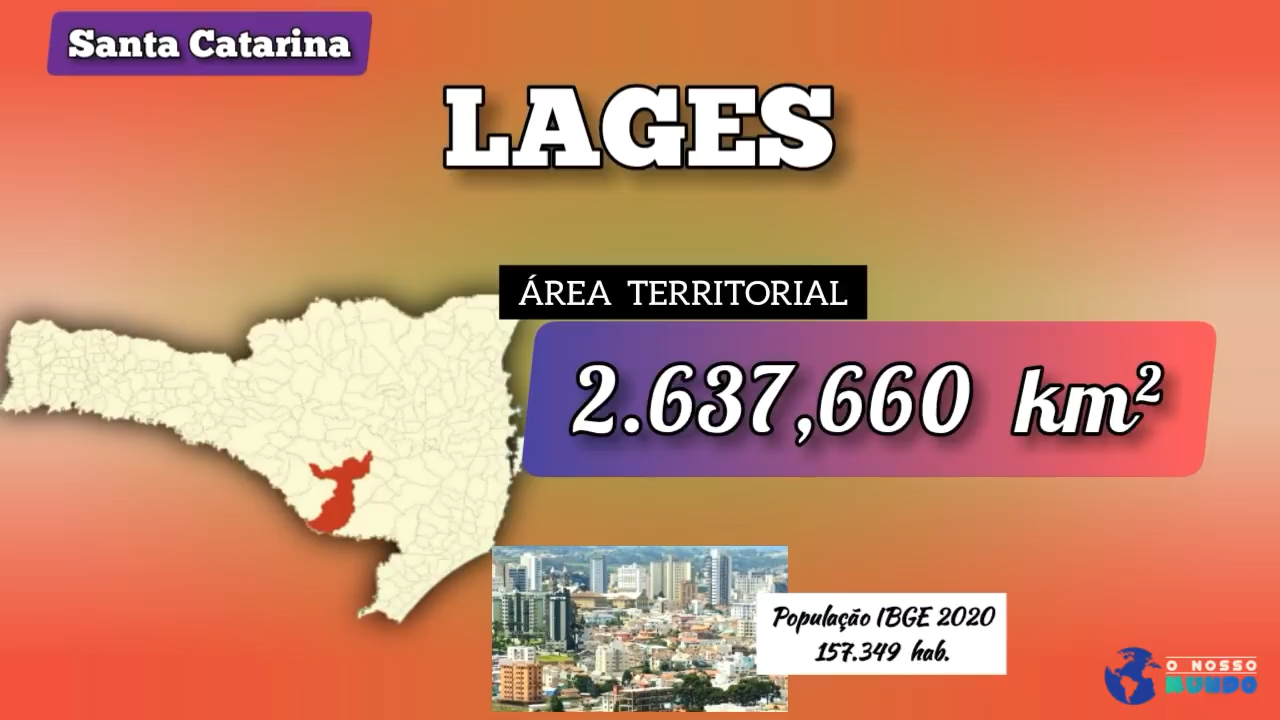 Santa Catarina
LAGES
ÁREA TERRITORIAL
2.637,660 km²
População IBGE 2020
157.349 hab.
O NOSSO
MUNDO